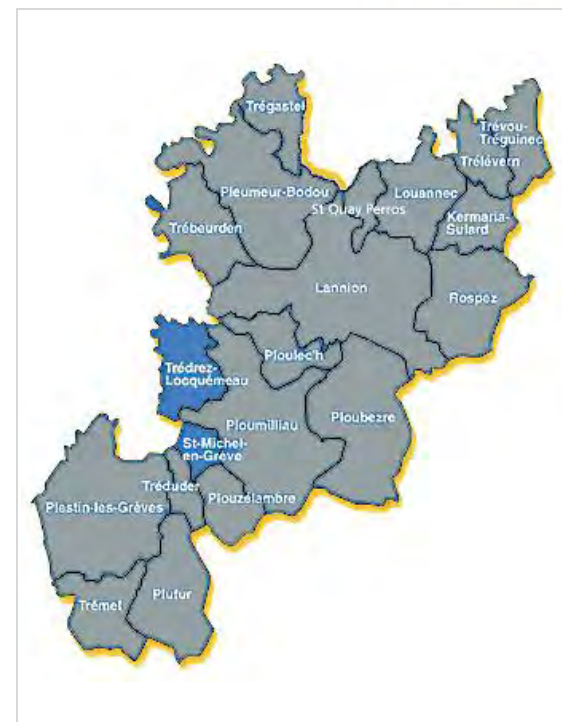 Trégastel
Trévou-
Tréguinec
Trélévern
Pleumeur-Bodou
Louannec
St Quay Perros
Kermaria-
Sulard
Trébeurden
Lannion
Rospez
Ploulec'h
Trédrez-
Locquémeau
Ploubezre
Ploumilliau
St-Michel-
en-Grève
Tréduder
Plouzélambre
Plestin-les-Grèves
Plufur
Trémel